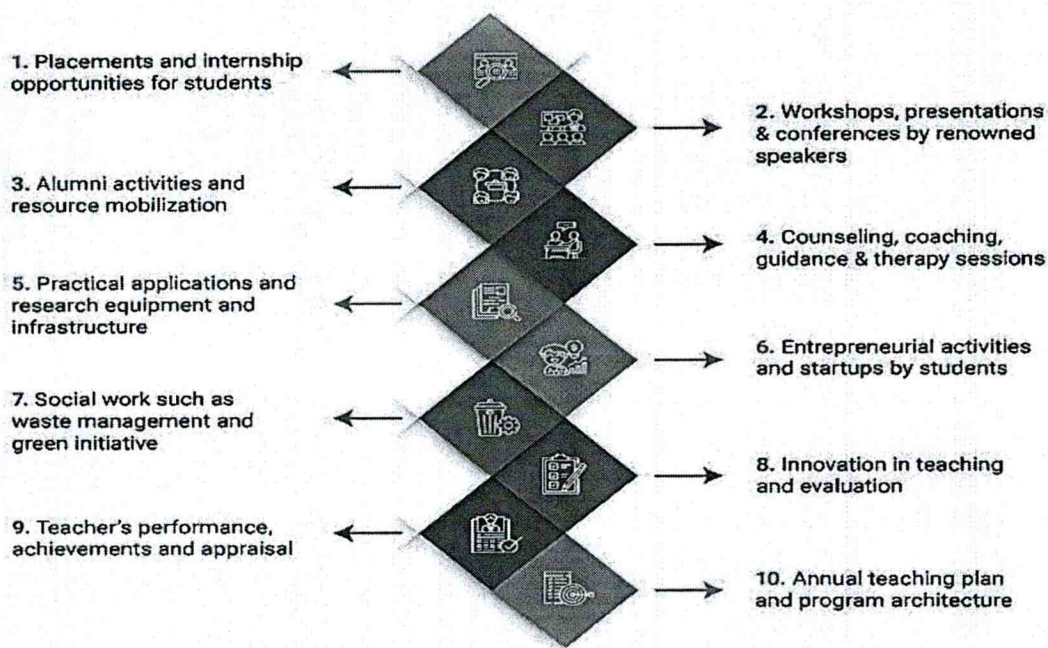 1. Placements and internship
opportunities for students
2. Workshops, presentations
& conferences by renowned
speakers
3. Alumni activities and
resource mobilization
4. Counseling, coaching,
guidance & therapy sessions
5. Practical applications and
research equipment and
infrastructure
6. Entrepreneurial activities
and startups by students
7. Social work such as
waste management and
green initiative
8. Innovation in teaching
and evaluation
9. Teacher's performance,
achievements and appraisal
10. Annual teaching plan
and program architecture